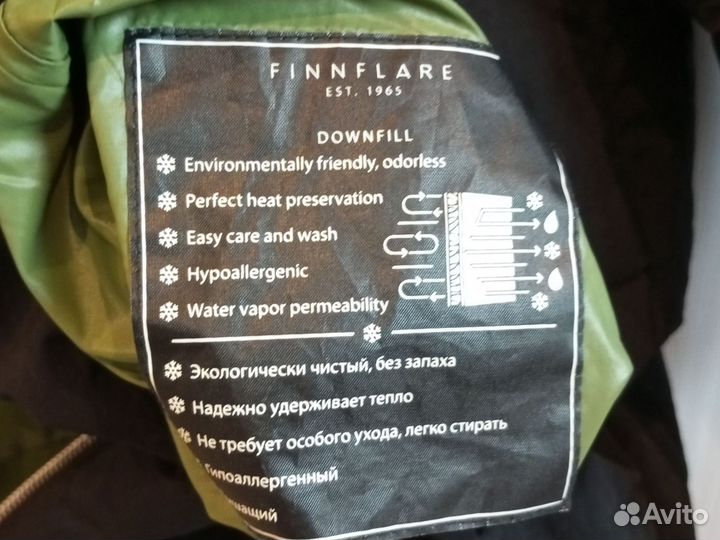 FINNFLARE
EST. 1965
DOWNFILL
Environmentally friendly, odorless
Perfect heat preservation
Easy care and wash
Hypoallergenic
Water vapor permeability
Экологически чистый, без запаха
Надежно удерживает тепло
Не требует особого ухода, легко стирать
Гипоаллергенный
Avito